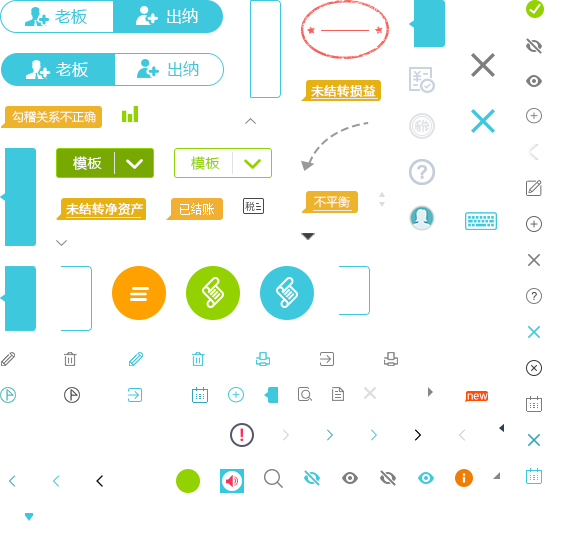 老板 出纳
老板 出纳
未结转损益
勾稽关系不正确
模板 模板
未结转净资产 已结账 税 不平衡
new